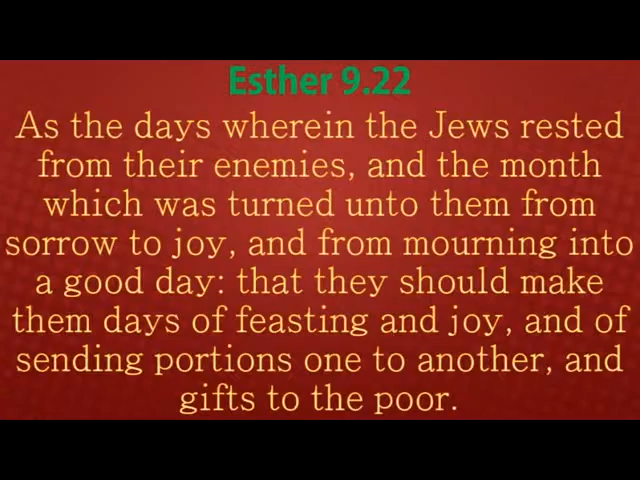 Esther 9.22
As the days wherein the Jews rested
from their enemies, and the month
which was turned unto them from
sorrow to joy, and from mourning into
a good day: that they should make
them days of feasting and joy, and of
sending portions one to another, and
gifts to the poor.